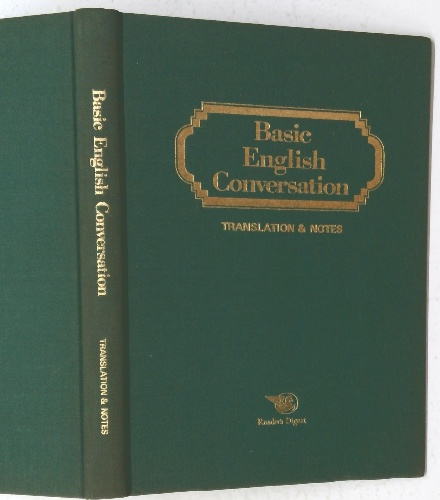 Basic English Conversation
TRANSLATION & NOTES
Basic
English
Conversation
TRANSLATION & NOTES
Reader's Digest